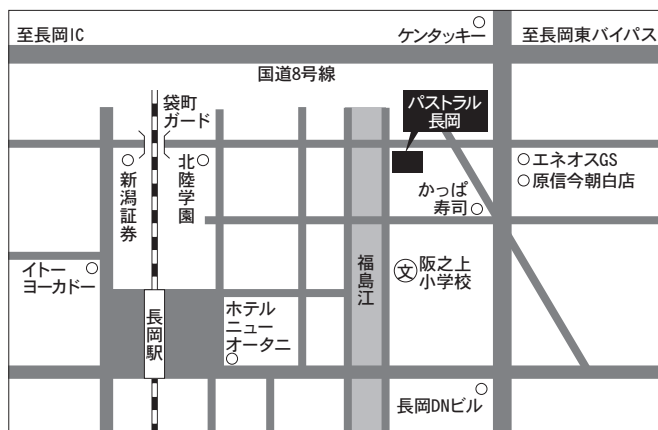 至長岡IC
ケンタッキー
至長岡東バイパス
国道8号線
袋町
ガード
パストラル
長岡
新潟証券
北陸学園
エネオスGS
原信今朝白店
かっぱ
寿司
イトー
ヨーカドー
福島江
文
阪之上
小学校
長岡駅
ホテル
ニュー
オータニ
長岡DNビル